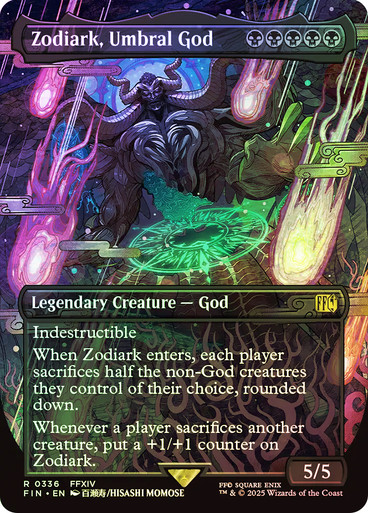 Zodiark, Umbral God
Legendary Creature — God
FFC
Indestructible
When Zodiark enters, each player
sacrifices half the non-God creatures
they control of their choice, rounded
down.
Whenever a player sacrifices another
creature, put a +1/+1 counter on
Zodiark.
5/5
R 0336 FFXIV
FIN • EN 百瀬寿/HISASHI MOMOSE
FF© SQUARE ENIX
™ & © 2025 Wizards of the Coast